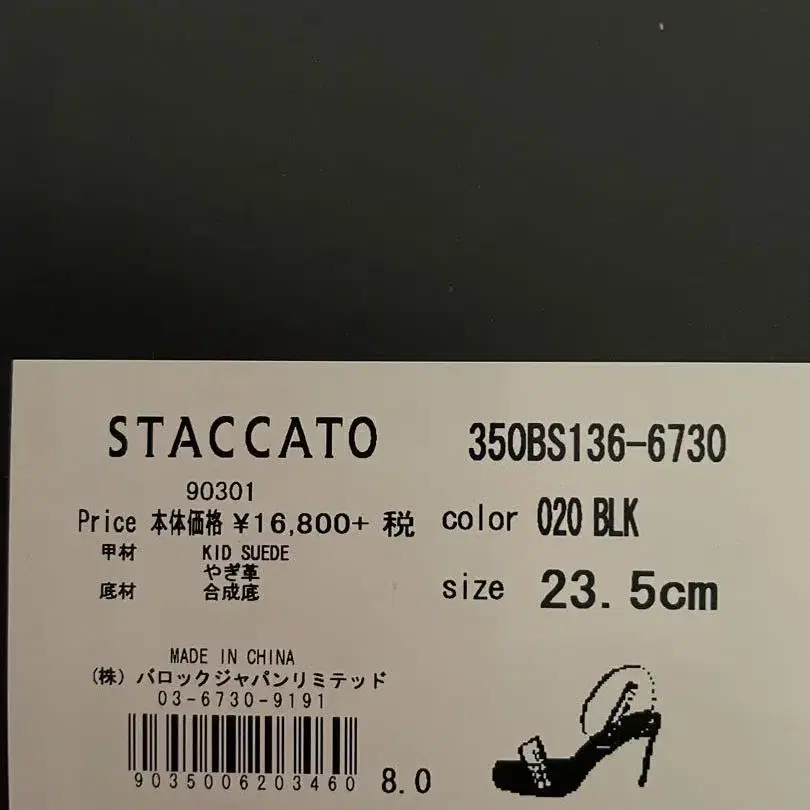 STACCATO
350BS136-6730
90301
Price 本体価格 ¥16,800+ 税
color 020 BLK
甲材 KID SUEDE
やぎ革
底材 合成底
size 23.5cm
MADE IN CHINA
(株) バロックジャパンリミテッド
03-6730-9191
9035006203460
8.0